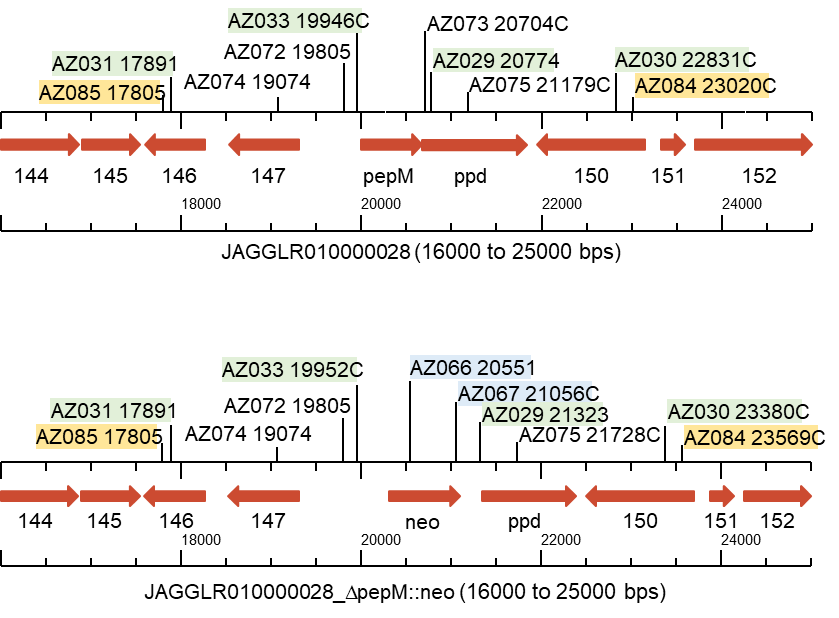 AZ033 19946C
AZ073 20704C
AZ072 19805
AZ031 17891
AZ029 20774
AZ030 22831C
AZ074 19074
AZ085 17805
AZ075 21179C
AZ084 23020C
144 145 146 147 pepM ppd 150 151 152
18000 20000 22000 24000
JAGGLR010000028 (16000 to 25000 bps)
AZ033 19952C
AZ066 20551
AZ067 21056C
AZ031 17891
AZ072 19805
AZ029 21323
AZ030 23380C
AZ085 17805
AZ074 19074
AZ075 21728C
AZ084 23569C
144 145 146 147 neo ppd 150 151 152
18000 20000 22000 24000
JAGGLR010000028_ΔpepM::neo (16000 to 25000 bps)